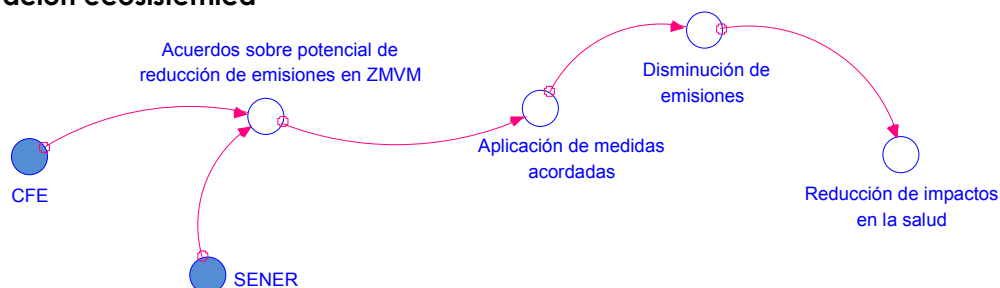 ecosistémica
Acuerdos sobre potencial de
reducción de emisiones en ZMVM
Disminución de
emisiones
Aplicación de medidas
acordadas
CFE
Reducción de impactos
en la salud
SENER